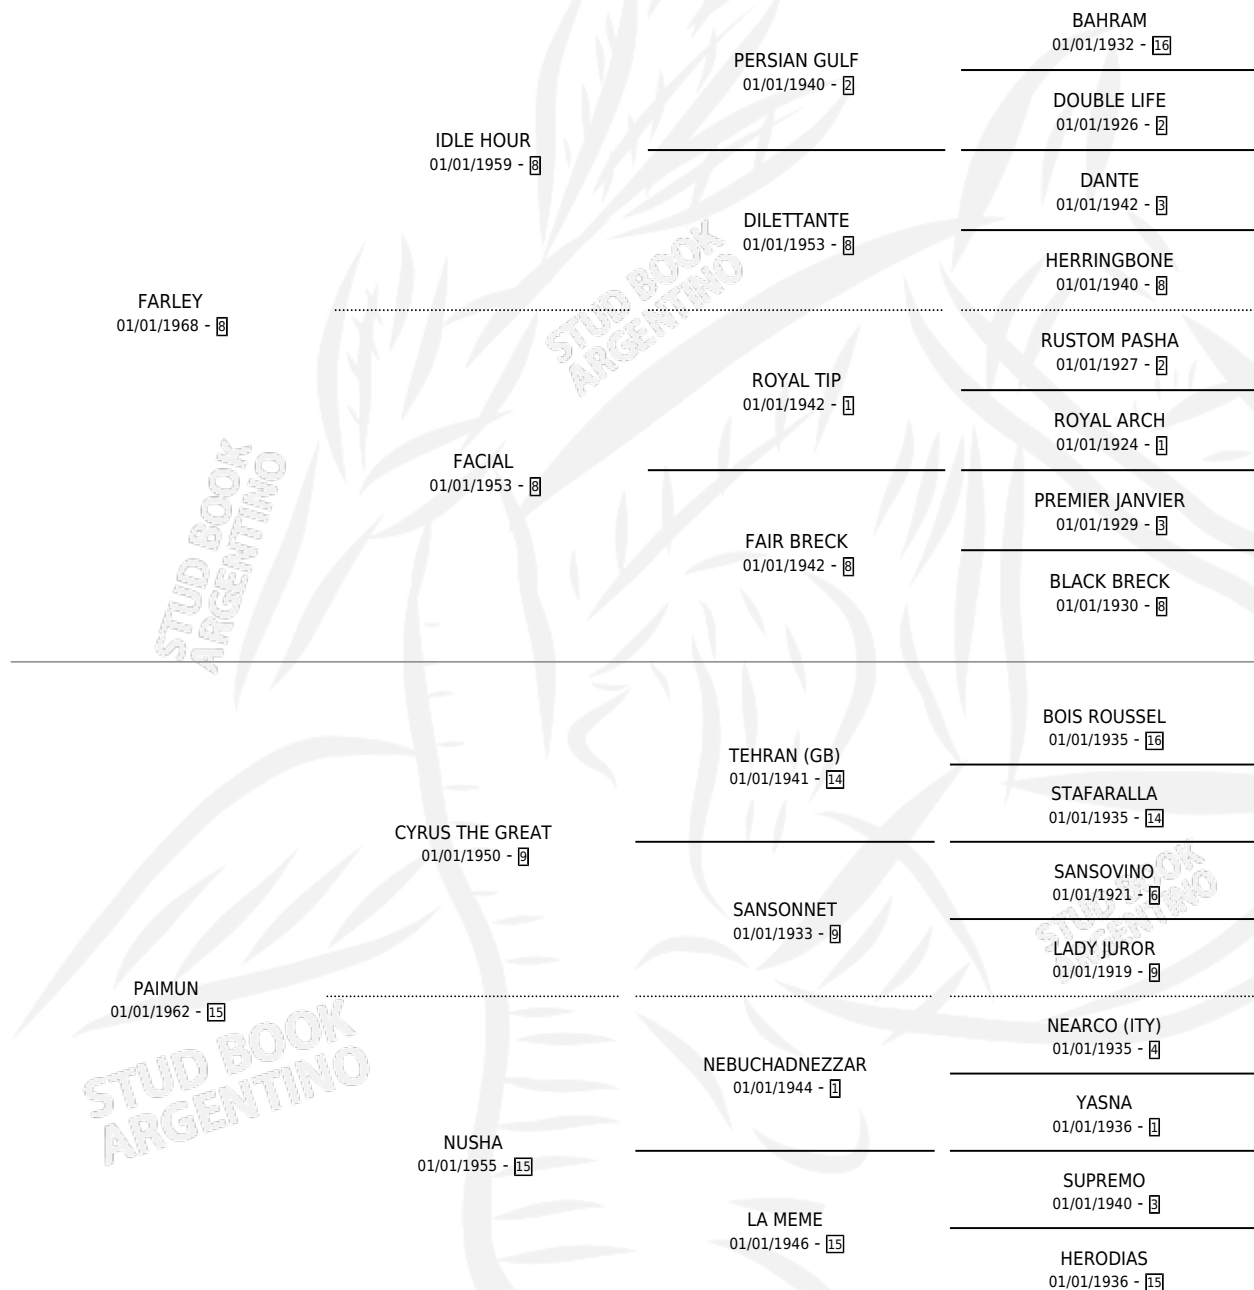 BAHRAM
01/01/1932 - 16
PERSIAN GULF
01/01/1940 - 2
DOUBLE LIFE
01/01/1926 - 2
IDLE HOUR
01/01/1959 - 8
DANTE
01/01/1942 - 3
DILETTANTE
01/01/1953 - 8
HERRINGBONE
01/01/1940 - 8
FARLEY
01/01/1968 - 8
RUSTOM PASHA
01/01/1927 - 2
ROYAL TIP
01/01/1942 - 1
ROYAL ARCH
01/01/1924 - 1
FACIAL
01/01/1953 - 8
PREMIER JANVIER
01/01/1929 - 3
FAIR BRECK
01/01/1942 - 8
BLACK BRECK
01/01/1930 - 8
BOIS ROUSSEL
01/01/1935 - 16
TEHRAN (GB)
01/01/1941 - 14
STAFARALLA
01/01/1935 - 14
CYRUS THE GREAT
01/01/1950 - 9
SANSOVINO
01/01/1921 - 6
SANSONNET
01/01/1933 - 9
LADY JUROR
01/01/1919 - 9
PAIMUN
01/01/1962 - 15
NEARCO (ITY)
01/01/1935 - 4
NEBUCHADNEZZAR
01/01/1944 - 1
YASNA
01/01/1936 - 1
NUSHA
01/01/1955 - 15
SUPREMO
01/01/1940 - 3
LA MEME
01/01/1946 - 15
HERODIAS
01/01/1936 - 15
STUD BOOK
ARGENTINO
STUD BOOK
ARGENTINO
STUD BOOK
ARGENTINO
STUD BOOK
ARGENTINO